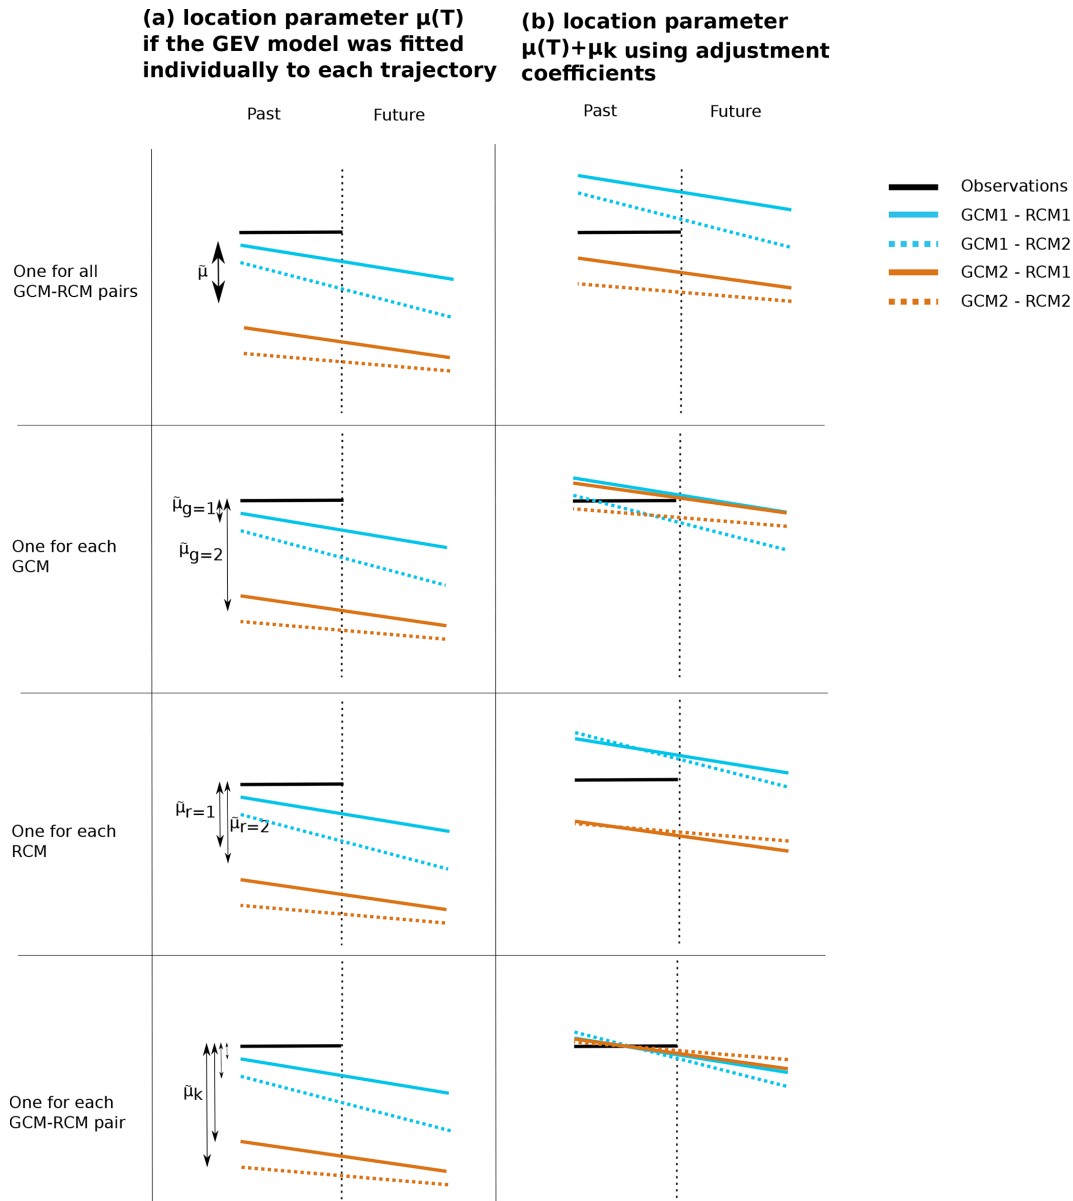 (a) location parameter μ(T)
if the GEV model was fitted
individually to each trajectory
(b) location parameter
μ(T)+μk using adjustment
coefficients
Past
Future
Past
Future
Observations
GCM1 - RCM1
GCM1 - RCM2
GCM2 - RCM1
GCM2 - RCM2
One for all
GCM-RCM pairs
μ̃
One for each
GCM
μ̃g=1
μ̃g=2
One for each
RCM
μ̃r=1
μ̃r=2
One for each
GCM-RCM pair
μ̃k